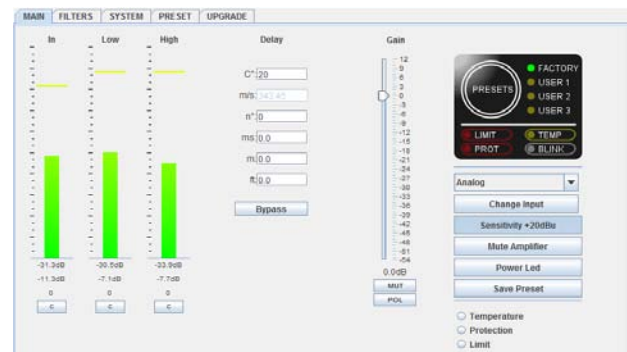 MAIN FILTERS SYSTEM PRESET UPGRADE
In Low High Delay Gain
C°: 20
m/s: 343.45
n°: 0
ms: 0.0
m: 0.0
ft: 0.0
Bypass
12
9
6
3
0
-3
-6
-9
-12
-15
-18
-21
-24
-27
-30
-33
-36
-39
-42
-45
-48
-51
-54
0.0dB
MUT
POL
-31.3dB -30.5dB -33.9dB
-11.3dB -7.1dB -7.7dB
0 0 0
C C C
PRESETS
FACTORY
USER 1
USER 2
USER 3
LIMIT TEMP
PROT BLINK
Analog
Change Input
Sensitivity +20dBu
Mute Amplifier
Power Led
Save Preset
Temperature
Protection
Limit